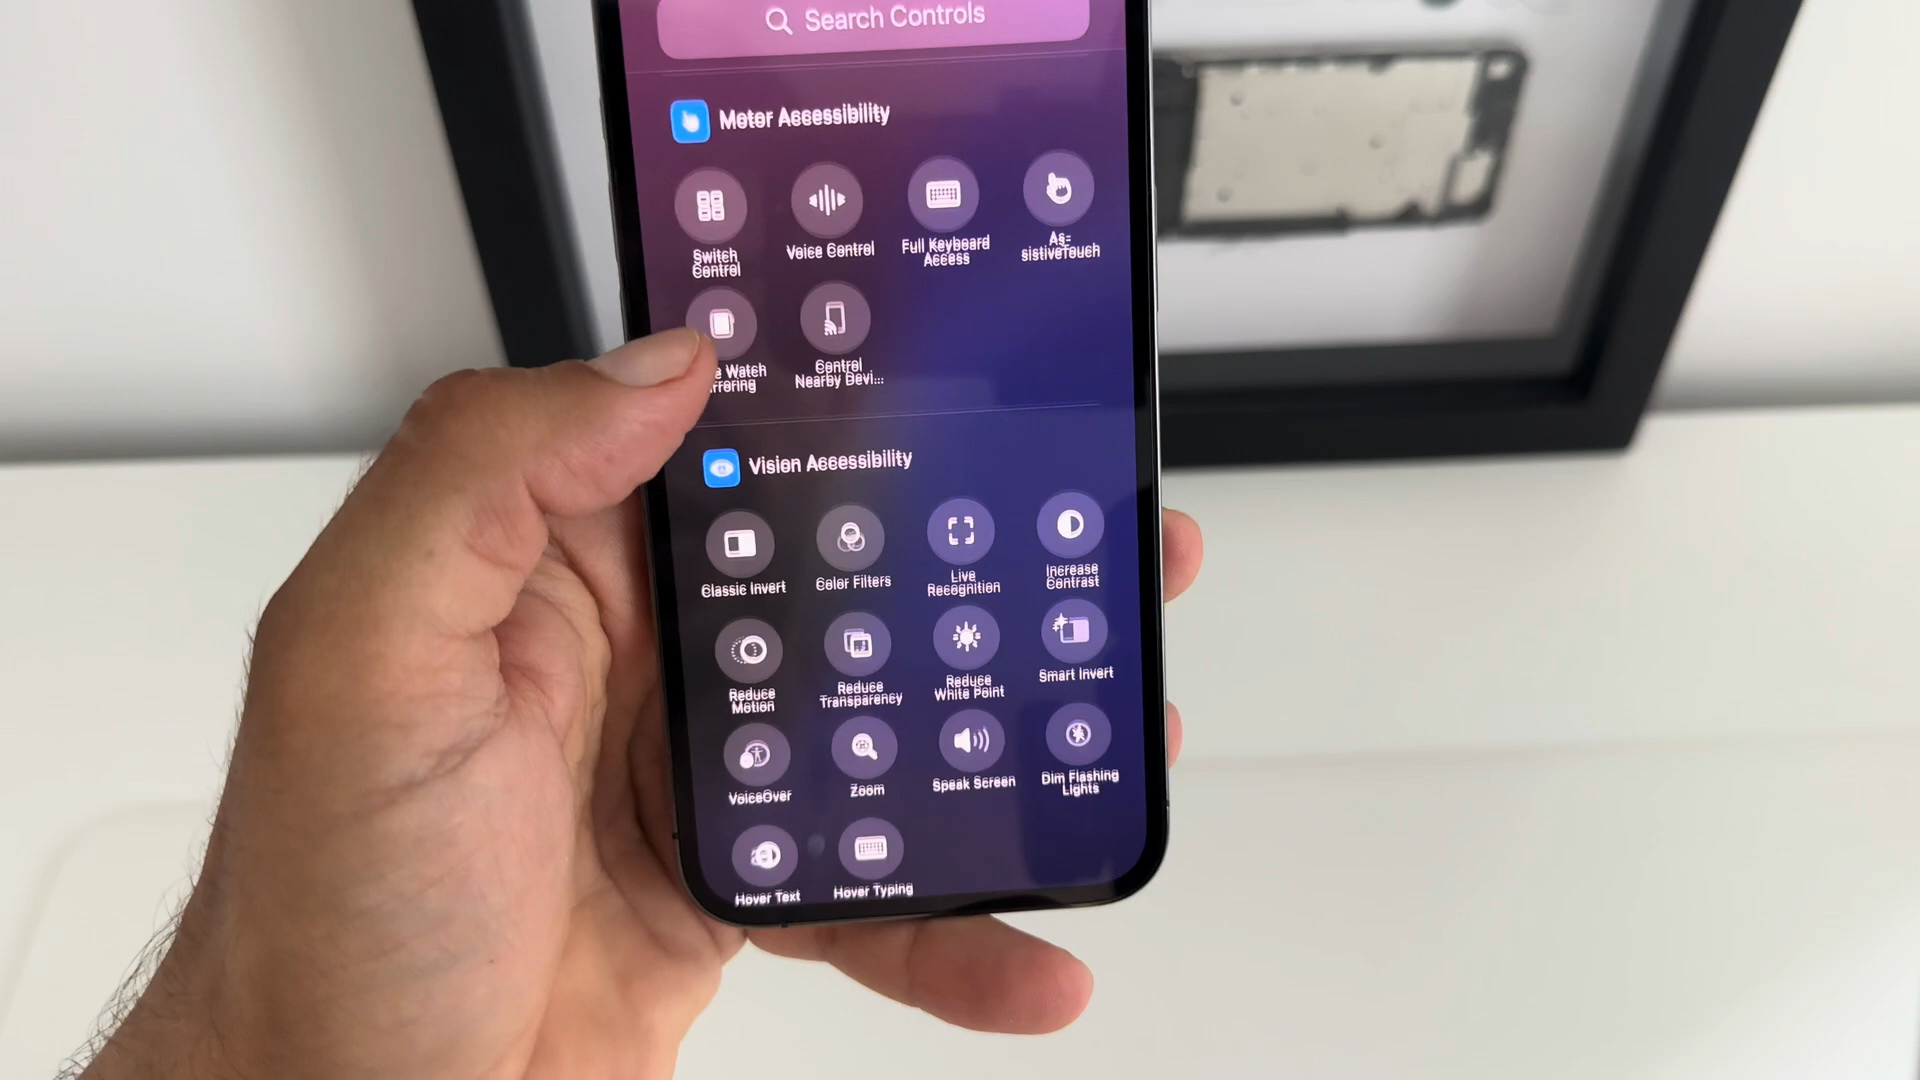 Search Controls
Motor Accessibility
Switch
Control
Voice Control
Full Keyboard
Access
As-
sistiveTouch
Watch
Control
Nearby Devi...
Vision Accessibility
Classic Invert
Color Filters
Live
Recognition
Increase
Contrast
Reduce
Motion
Reduce
Transparency
Reduce
White Point
Smart Invert
VoiceOver
Zoom
Speak Screen
Dim Flashing
Lights
Hover Text
Hover Typing